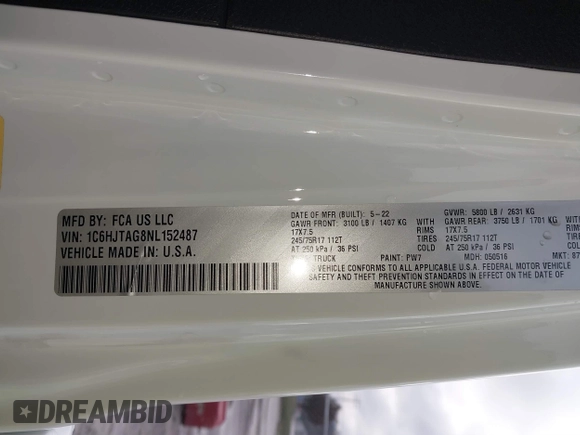 MFD BY: FCA US LLC
VIN: 1C6HJTAG8NL152487
VEHICLE MADE IN: U.S.A.
DATE OF MFR (BUILT): 5-22
GAWR FRONT: 3100 LB / 1407 KG
17X7.5
245/75R17 112T
AT 250 kPa / 36 PSI
TRUCK
PAINT: PW7
GVWR: 5800 LB / 2631 KG
WITH TIRES GAWR REAR: 3750 LB / 1701 KG
RIMS 17X7.5
TIRES 245/75R17 112T
COLD AT 250 kPa / 36 PSI
MDH: 050516
MKT: 87
S VEHICLE CONFORMS TO ALL APPLICABLE U.S.A. FEDERAL MOTOR VEHICLE
SAFETY AND THEFT PREVENTION STANDARDS IN EFFECT ON THE DATE OF
MANUFACTURE SHOWN ABOVE.
DREAMBID